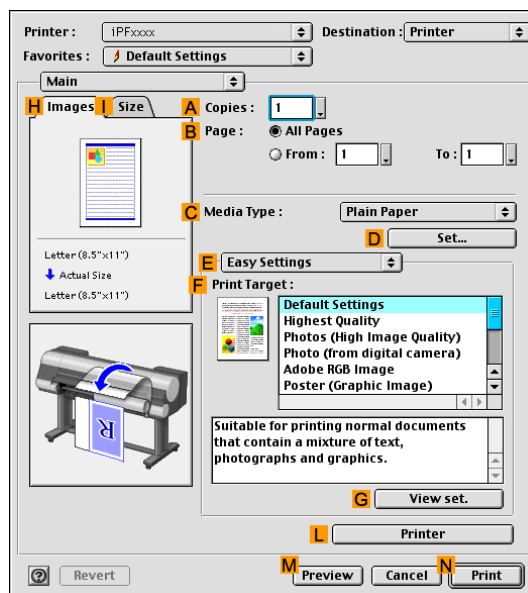 Printer : iPFxxxx Destination : Printer
Favorites : Default Settings
Main
H Images I Size
A Copies : 1
B Page : All Pages
From : 1 To : 1
C Media Type : Plain Paper
D Set...
Letter (8.5"x11")
Actual Size
Letter (8.5"x11")
E Easy Settings
F Print Target :
Default Settings
Highest Quality
Photos (High Image Quality)
Photo (from digital camera)
Adobe RGB Image
Poster (Graphic Image)
R
Suitable for printing normal documents
that contain a mixture of text,
photographs and graphics.
G View set.
L Printer
M N
? Revert Preview Cancel Print